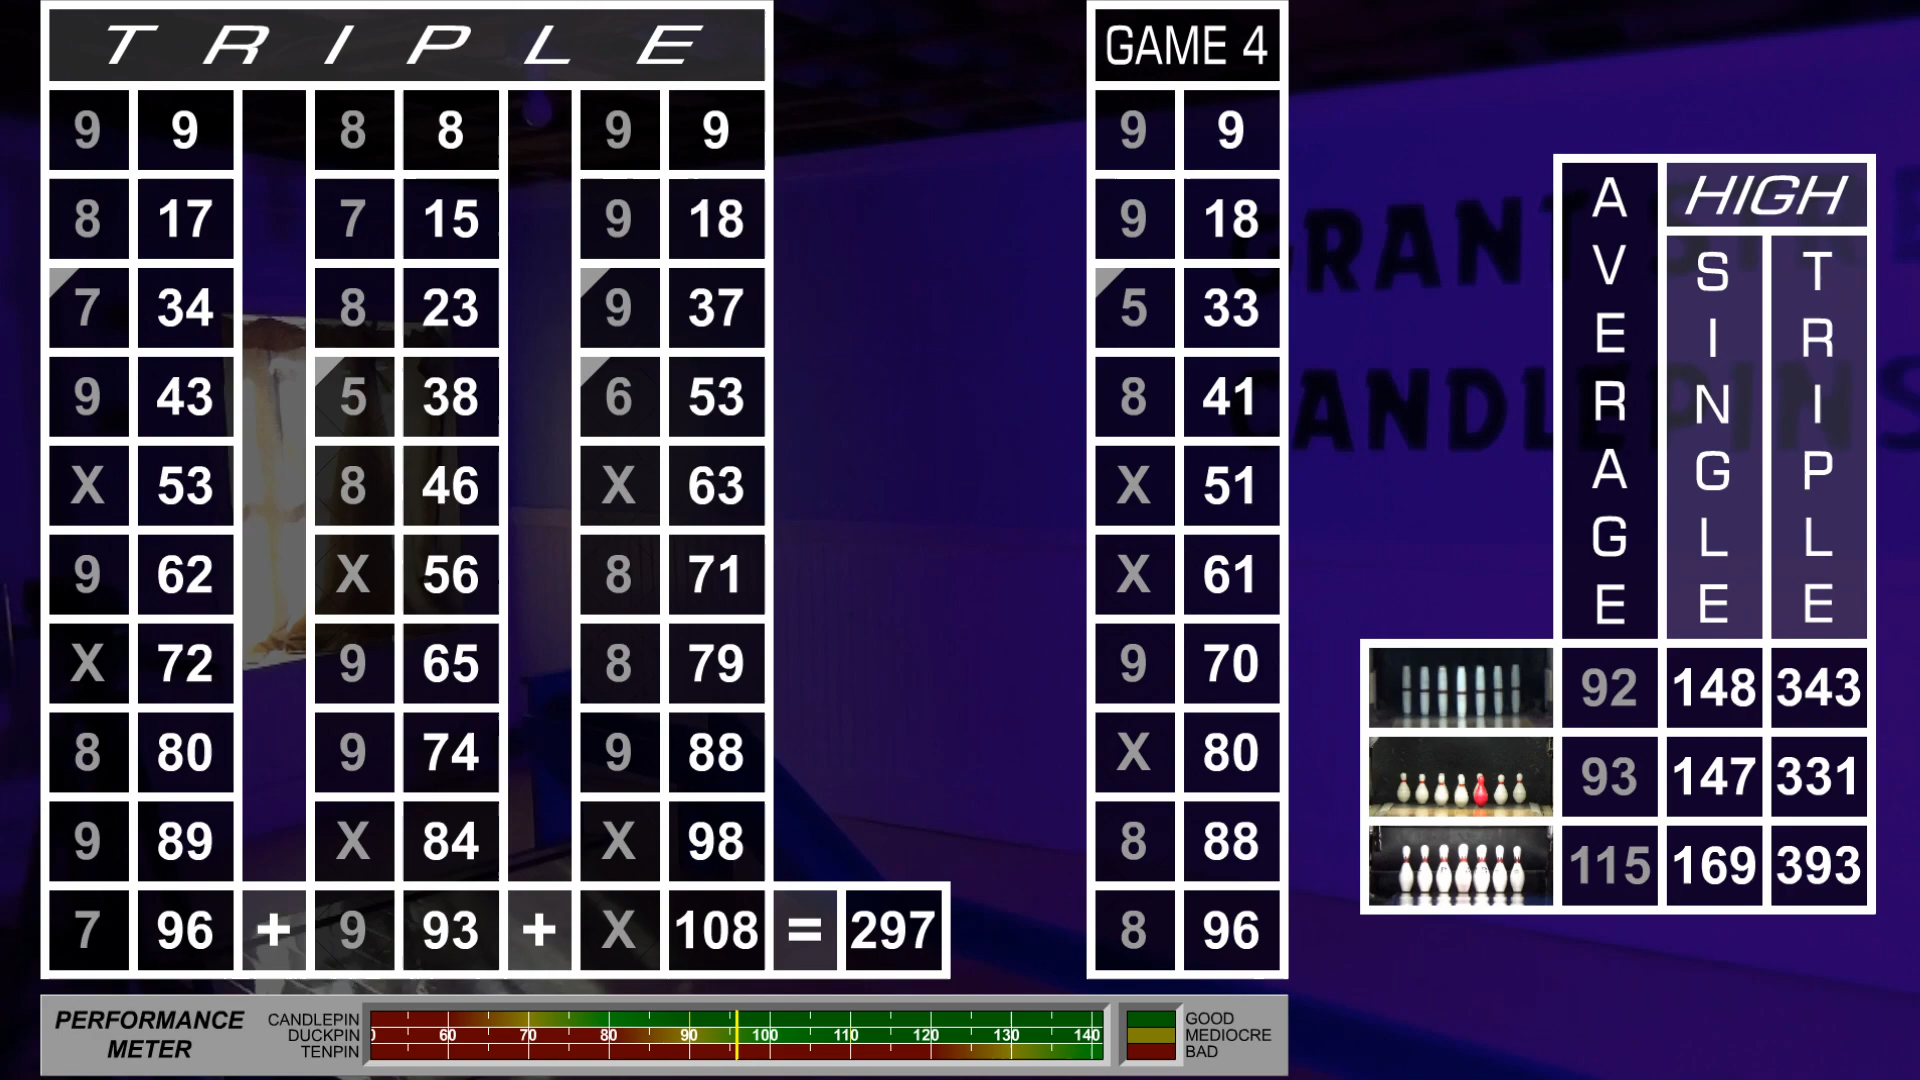 T R I P L E
9 9 8 8 9 9
8 17 7 15 9 18
7 34 8 23 9 37
9 43 5 38 6 53
X 53 8 46 X 63
9 62 X 56 8 71
X 72 9 65 8 79
8 80 9 74 9 88
9 89 X 84 X 98
7 96 + 9 93 + X 108 = 297
GAME 4
9 9
9 18
5 33
8 41
X 51
X 61
9 70
X 80
8 88
8 96
CANDLEPINS
AVERAGE
HIGH
SINGLE
TRIPLE
92 148 343
93 147 331
115 169 393
PERFORMANCE
METER
CANDLEPIN
DUCKPIN
TENPIN
60 70 80 90 100 110 120 130 140
GOOD
MEDIOCRE
BAD